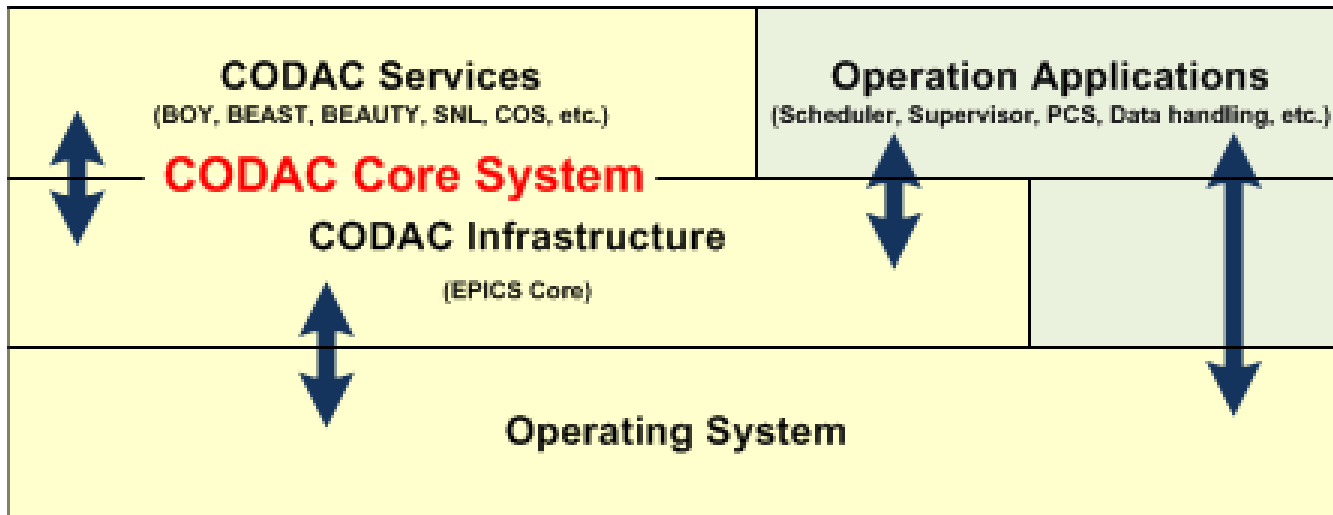 CODAC Services
(BOY, BEAST, BEAUTY, SNL, COS, etc.)
Operation Applications
(Scheduler, Supervisor, PCS, Data handling, etc.)
CODAC Core System
CODAC Infrastructure
(EPICS Core)
Operating System